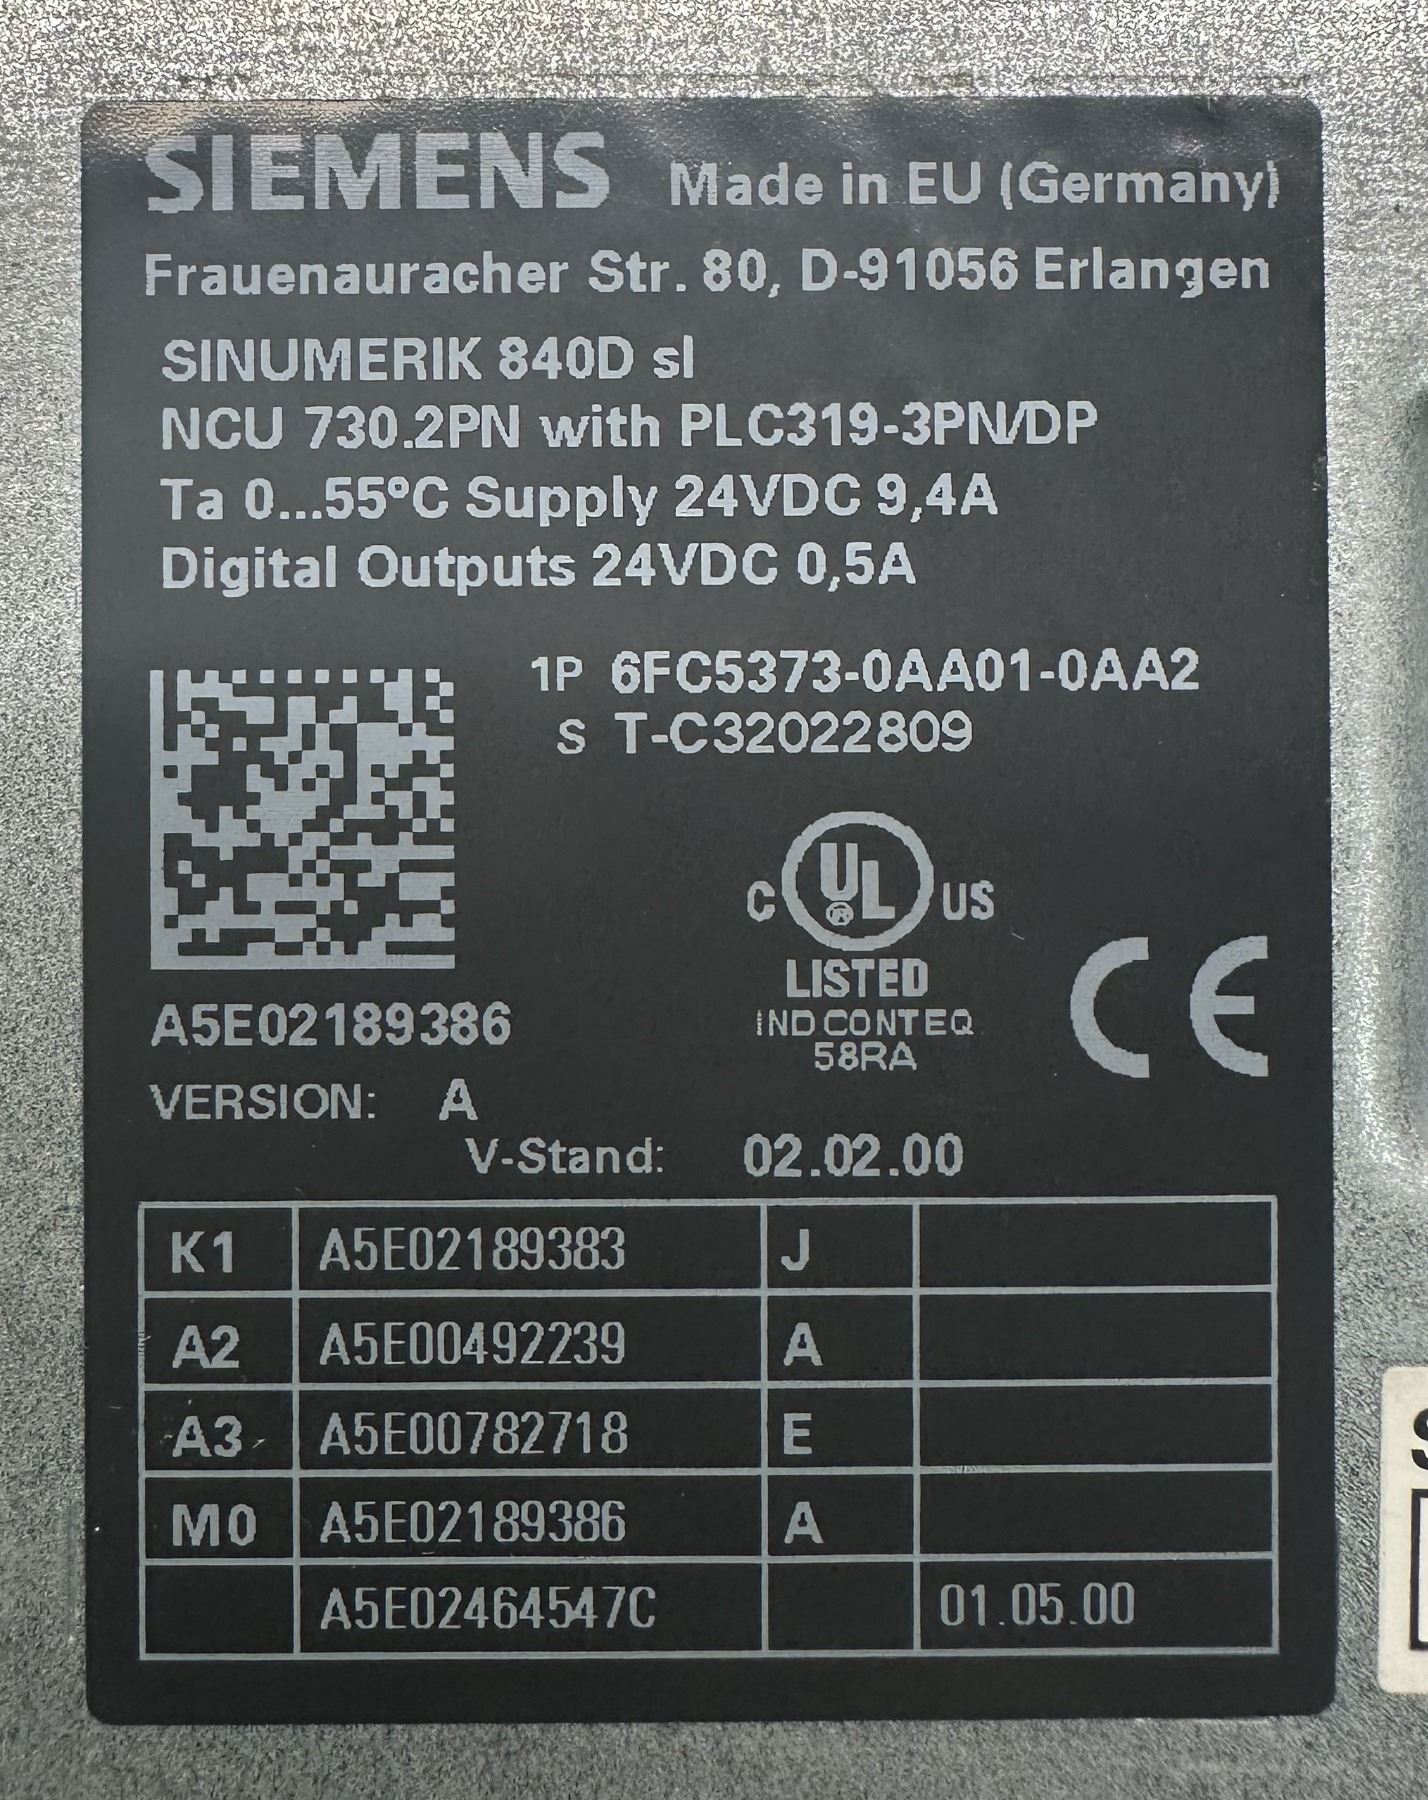 SIEMENS Made in EU (Germany)
Frauenauracher Str. 80, D-91056 Erlangen
SINUMERIK 840D sl
NCU 730.2PN with PLC319-3PN/DP
Ta 0...55°C Supply 24VDC 9,4A
Digital Outputs 24VDC 0,5A
1P 6FC5373-0AA01-0AA2
S T-C32022809
C UL® US
LISTED
IND CONT EQ
58RA
CE
A5E02189386
VERSION: A
V-Stand: 02.02.00
K1 A5E02189383 J
A2 A5E00492239 A
A3 A5E00782718 E
M0 A5E02189386 A
A5E02464547C 01.05.00